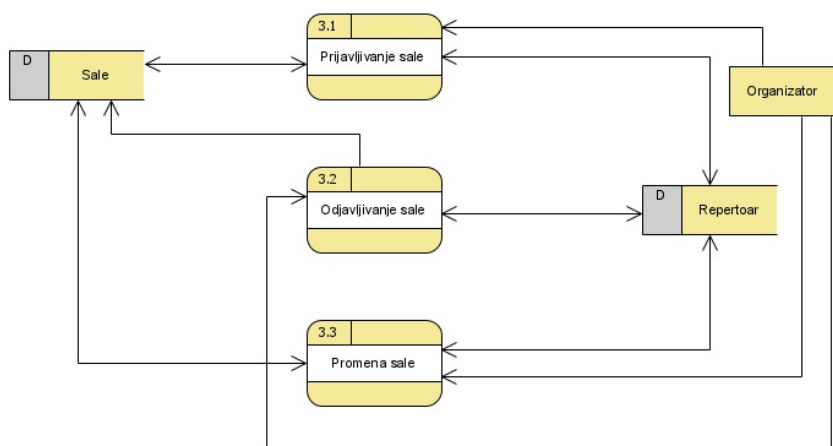 3.1
Prijavljivanje sale
D
Sale
Organizator
3.2
Odjavljivanje sale
D
Repertoar
3.3
Promena sale